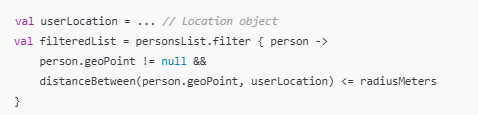 val userLocation = ... // Location object
val filteredList = personsList.filter { person ->
    person.geoPoint != null &&
    distanceBetween(person.geoPoint, userLocation) <= radiusMeters
}